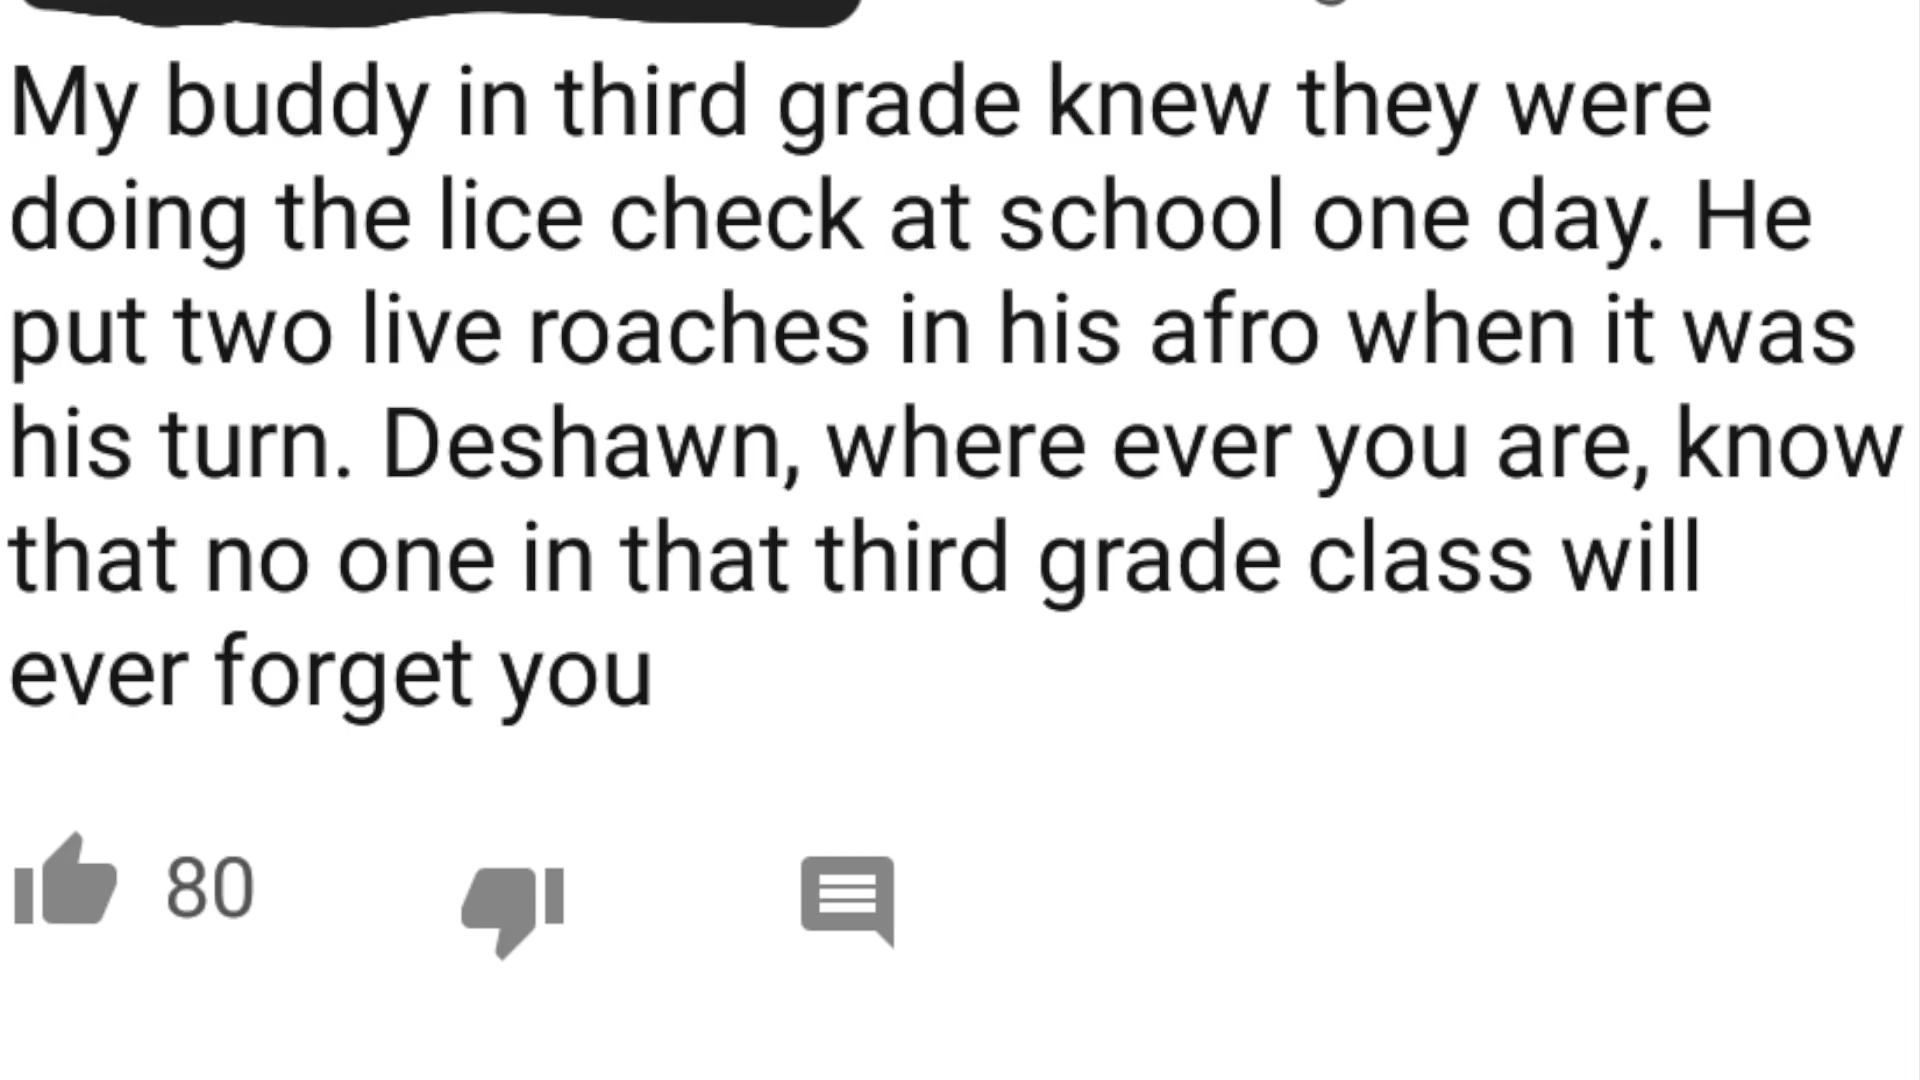 My buddy in third grade knew they were
doing the lice check at school one day. He
put two live roaches in his afro when it was
his turn. Deshawn, where ever you are, know
that no one in that third grade class will
ever forget you
80